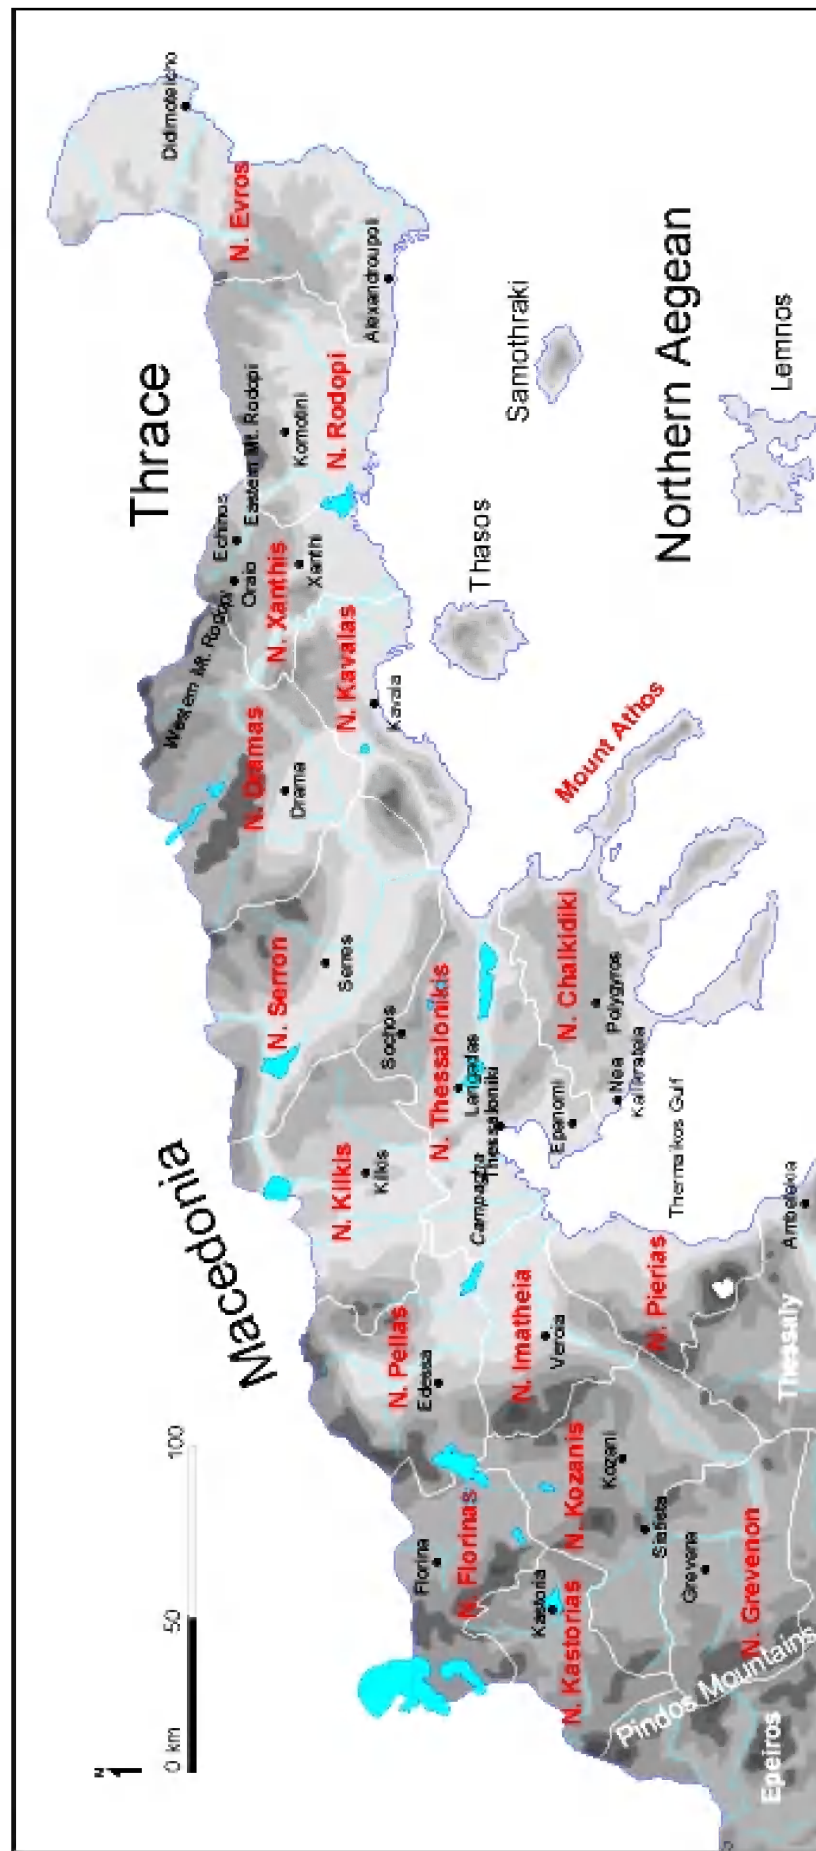 N
0 km 50 100
Macedonia
Thrace
Northern Aegean
Didimoteicho
N. Evros
Alexandroupoli
Samothraki
Lemnos
Eastern Mt. Rodopi
Komotini
N. Rodopi
Echinos
Oraio
N. Xanthis
Xanthi
Thasos
Western Mt. Rodopi
N. Dramas
Drama
N. Kavalas
Kavala
Mount Athos
N. Serron
Serres
Sochos
N. Thessalonikis
Langadas
Thessaloniki
N. Chalkidiki
Polygyros
Nea
Kallikrateia
Epanomi
Thermaikos Gulf
N. Kilkis
Kilkis
Campagna
N. Pellas
Edessa
N. Imatheia
Veroia
N. Pierias
Ambelakia
Thessaly
N. Florinas
Florina
N. Kozanis
Kozani
Siatista
N. Kastorias
Kastoria
Grevena
N. Grevenon
Pindos Mountains
Epeiros